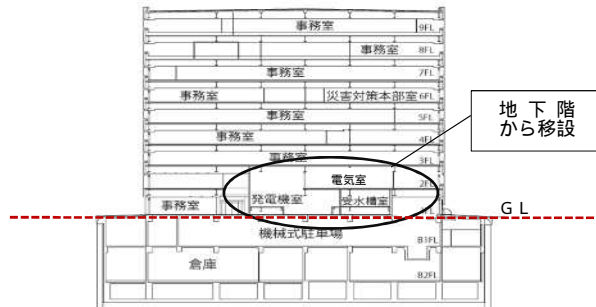 事務室 9FL
事務室 8FL
事務室 7FL
事務室 災害対策本部室 6FL
事務室 5FL
事務室 4FL
事務室 3FL
地下階
から移設
電気室 2FL
発電機室 受水槽室
事務室
GL
機械式駐車場 B1FL
倉庫 B2FL